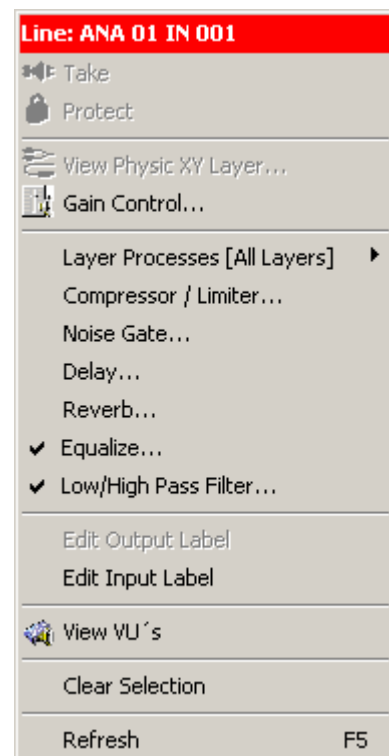 Line: ANA 01 IN 001
Take
Protect
View Physic XY Layer...
Gain Control...
Layer Processes [All Layers]
Compressor / Limiter...
Noise Gate...
Delay...
Reverb...
Equalize...
Low/High Pass Filter...
Edit Output Label
Edit Input Label
View VU´s
Clear Selection
Refresh F5